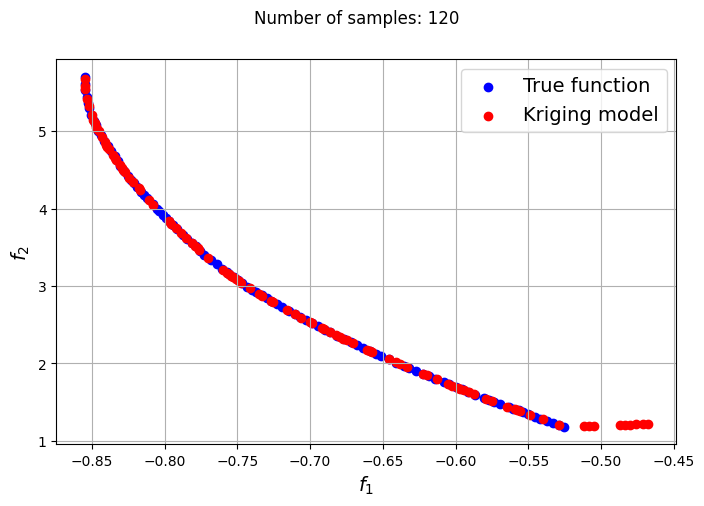 Number of samples: 120
True function
Kriging model
5
4
3
2
1
f₂
−0.85 −0.80 −0.75 −0.70 −0.65 −0.60 −0.55 −0.50 −0.45
f₁